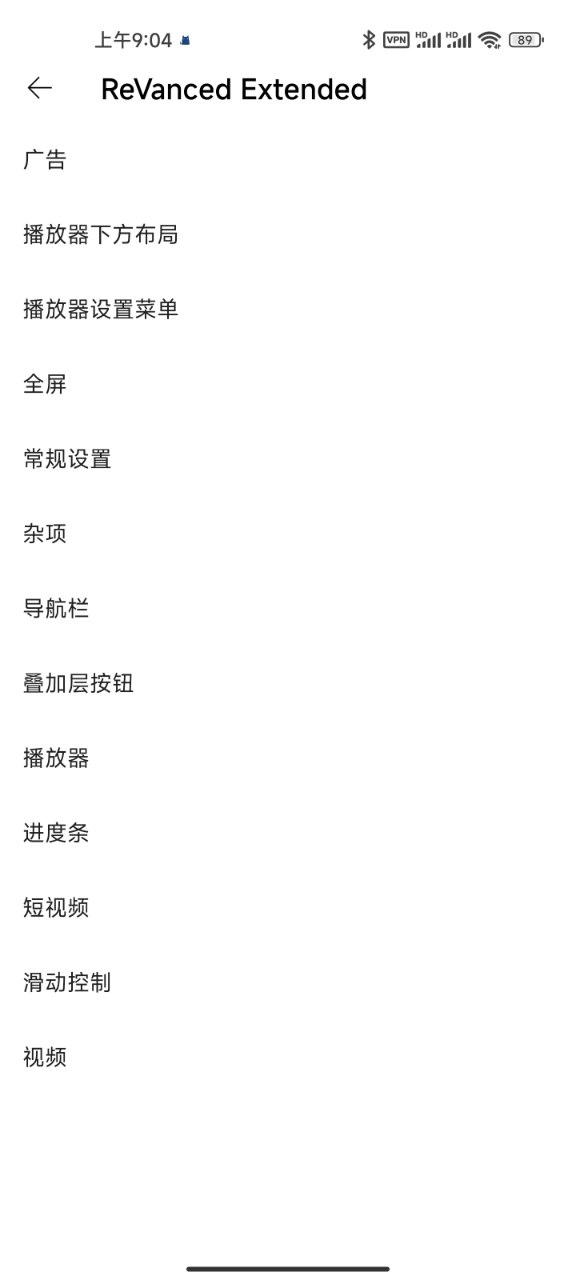 上午9:04
VPN HD HD 89
ReVanced Extended
广告
播放器下方布局
播放器设置菜单
全屏
常规设置
杂项
导航栏
叠加层按钮
播放器
进度条
短视频
滑动控制
视频